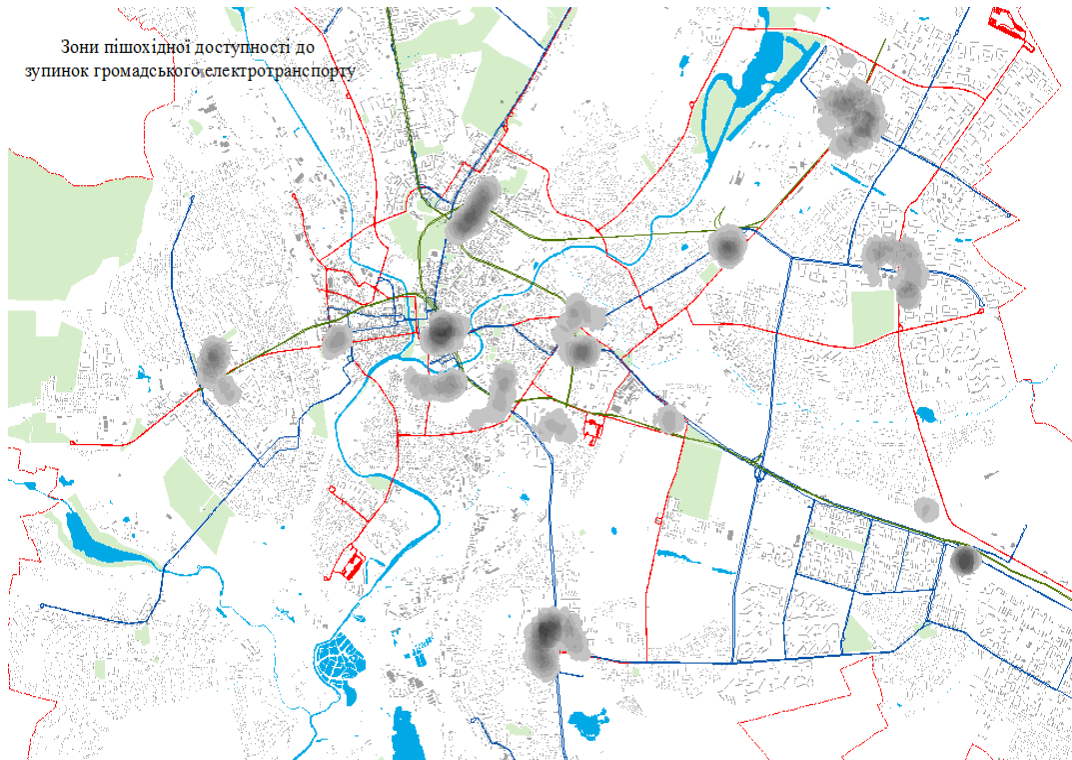 Зони пішохідної доступності до
зупинок громадського електротранспорту